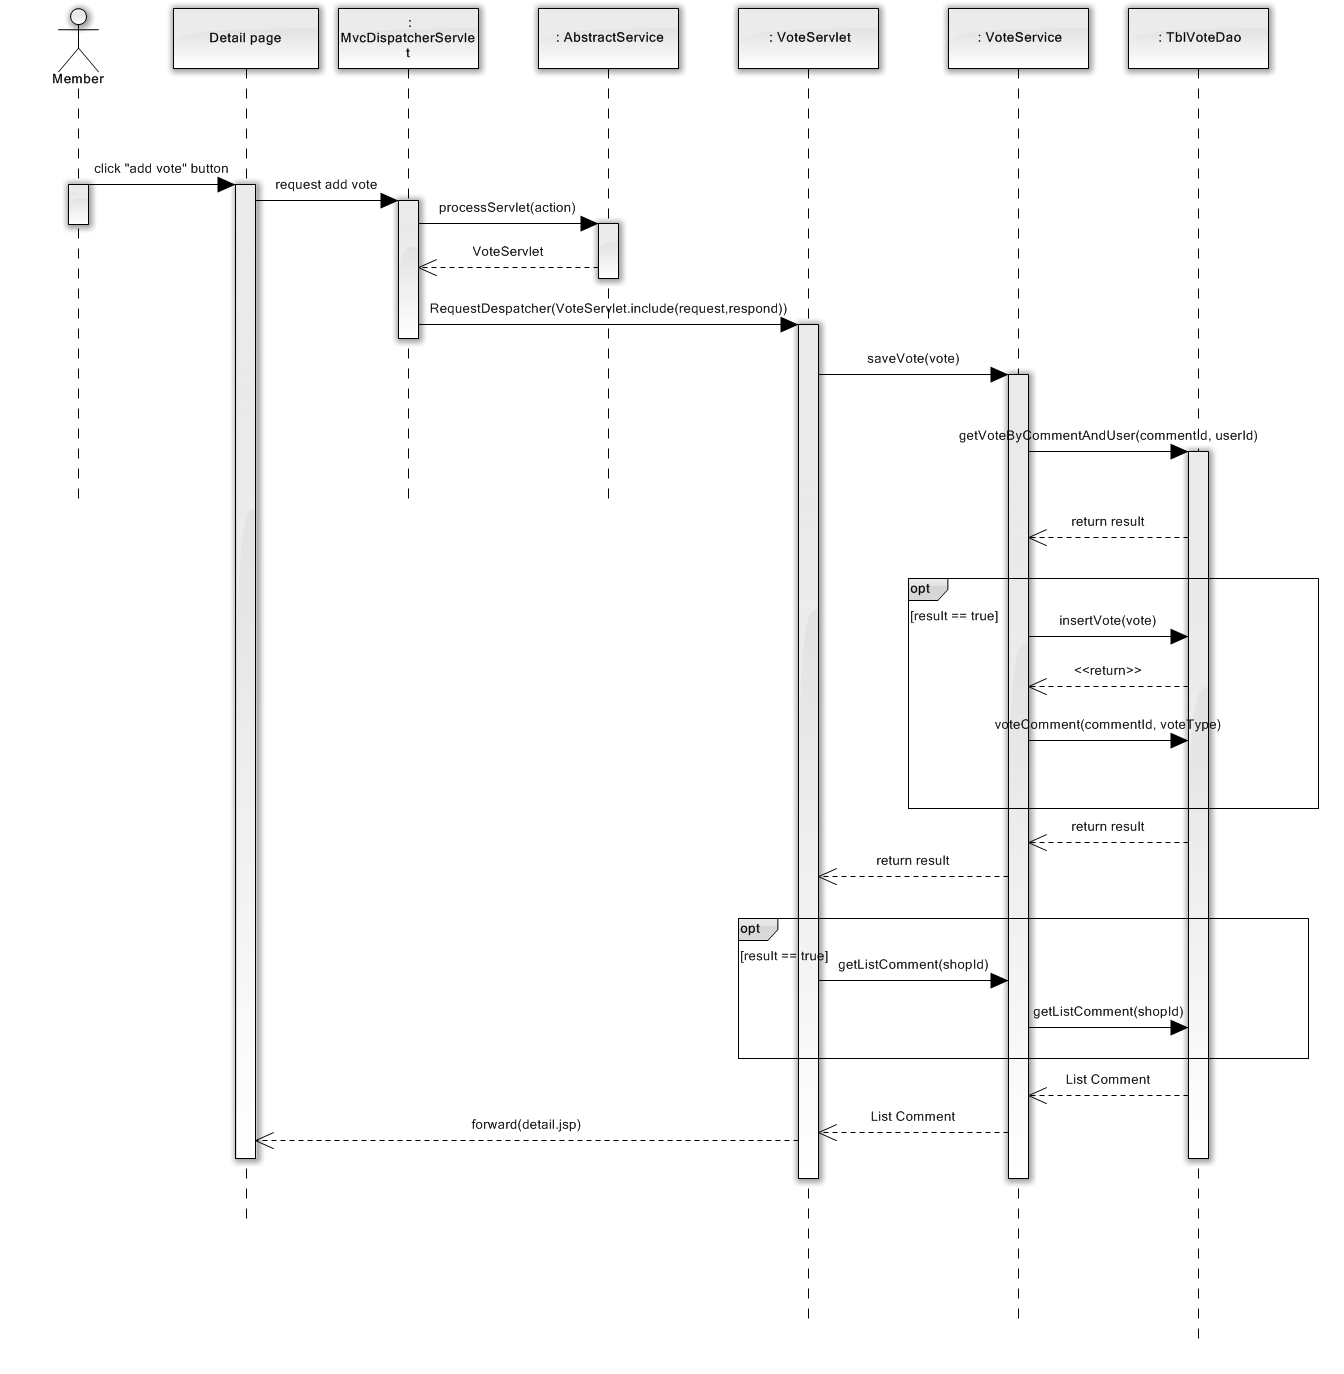 Member
Detail page
:
MvcDispatcherServle
t
: AbstractService
: VoteServlet
: VoteService
: TblVoteDao
click "add vote" button
request add vote
processServlet(action)
VoteServlet
RequestDespatcher(VoteServlet.include(request,respond))
saveVote(vote)
getVoteByCommentAndUser(commentId, userId)
return result
opt
[result == true]
insertVote(vote)
<<return>>
voteComment(commentId, voteType)
return result
return result
opt
[result == true]
getListComment(shopId)
getListComment(shopId)
List Comment
List Comment
forward(detail.jsp)